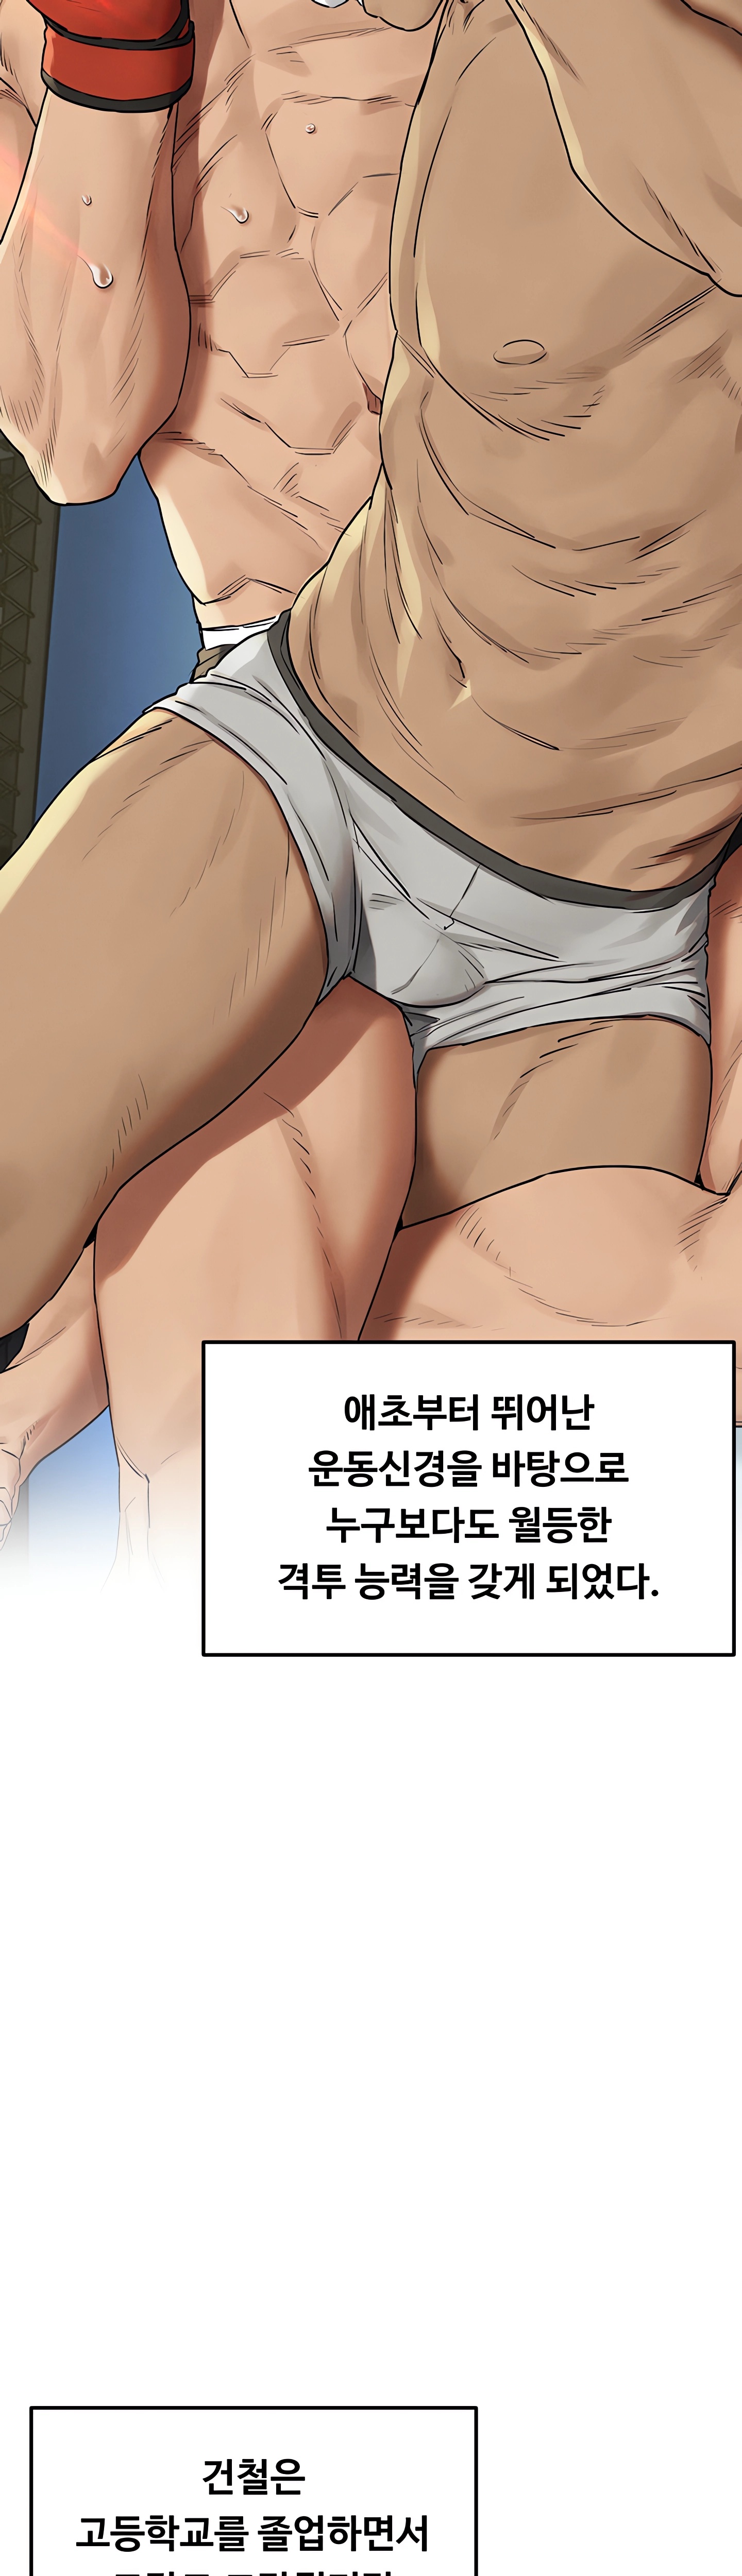 애초부터 뛰어난
운동신경을 바탕으로
누구보다도 월등한
격투 능력을 갖게 되었다.
건철은
고등학교를 졸업하면서